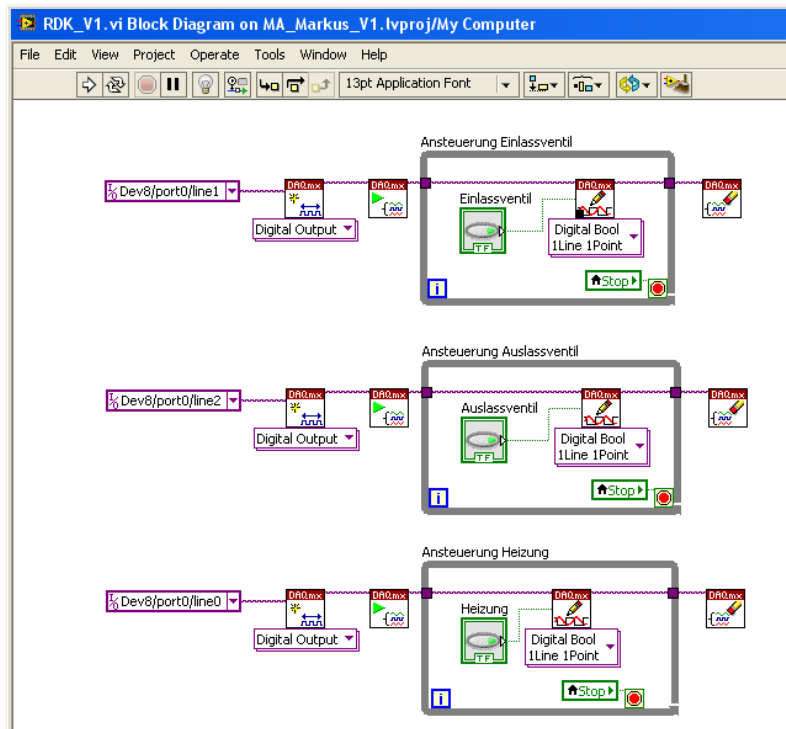 RDK_V1.vi Block Diagram on MA_Markus_V1.lvproj/My Computer
File Edit View Project Operate Tools Window Help
13pt Application Font
Ansteuerung Einlassventil
Dev8/port0/line1
DAQmx
DAQmx
DAQmx
DAQmx
Einlassventil
TF
Digital Output
Digital Bool
1Line 1Point
Stop
i
Ansteuerung Auslassventil
Dev8/port0/line2
DAQmx
DAQmx
DAQmx
DAQmx
Auslassventil
TF
Digital Output
Digital Bool
1Line 1Point
Stop
i
Ansteuerung Heizung
Dev8/port0/line0
DAQmx
DAQmx
DAQmx
DAQmx
Heizung
TF
Digital Output
Digital Bool
1Line 1Point
Stop
i